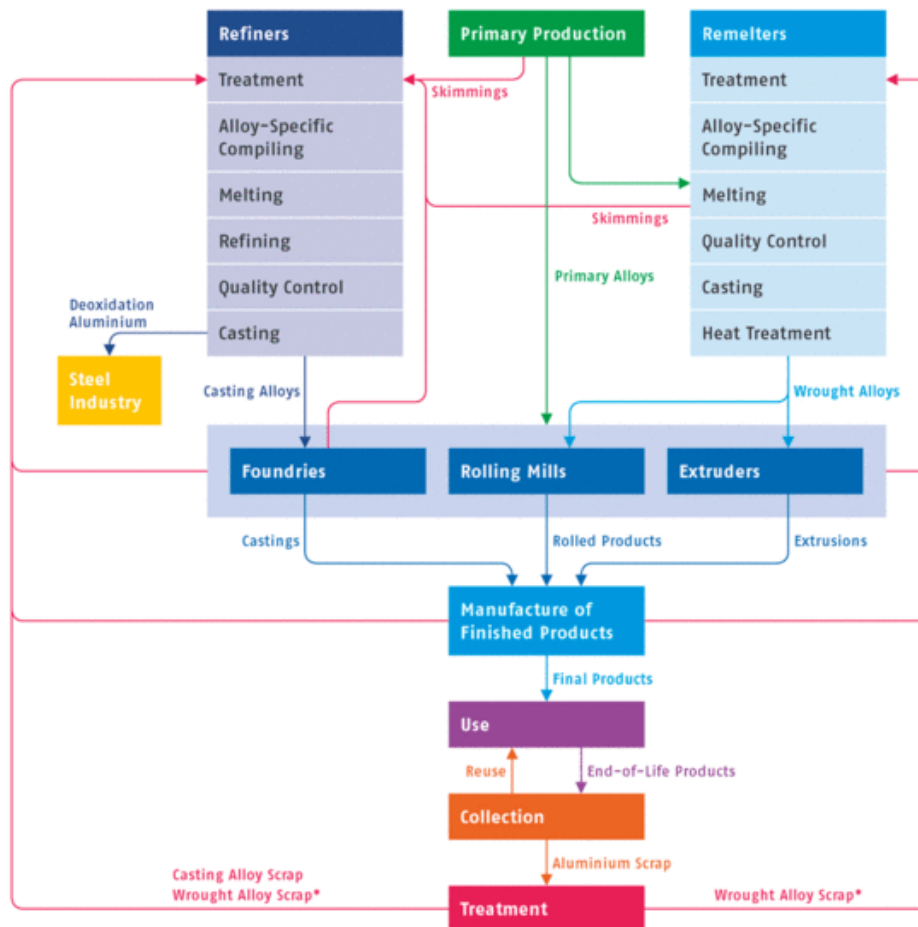 Refiners
Primary Production
Remelters
Treatment
Skimmings
Treatment
Alloy-Specific
Compiling
Alloy-Specific
Compiling
Melting
Skimmings
Melting
Refining
Quality Control
Primary Alloys
Quality Control
Casting
Deoxidation
Aluminium
Casting
Heat Treatment
Steel
Industry
Casting Alloys
Wrought Alloys
Foundries
Rolling Mills
Extruders
Castings
Rolled Products
Extrusions
Manufacture of
Finished Products
Final Products
Use
Reuse
End-of-Life Products
Collection
Aluminium Scrap
Casting Alloy Scrap
Wrought Alloy Scrap*
Treatment
Wrought Alloy Scrap*